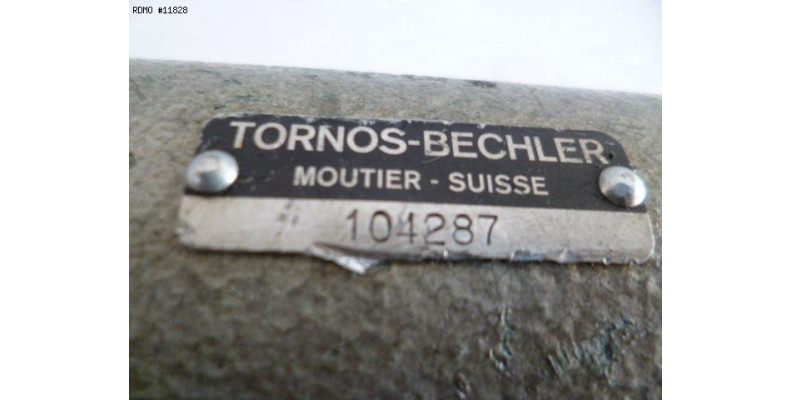 RDMO #11828
TORNOS-BECHLER
MOUTIER - SUISSE
104287